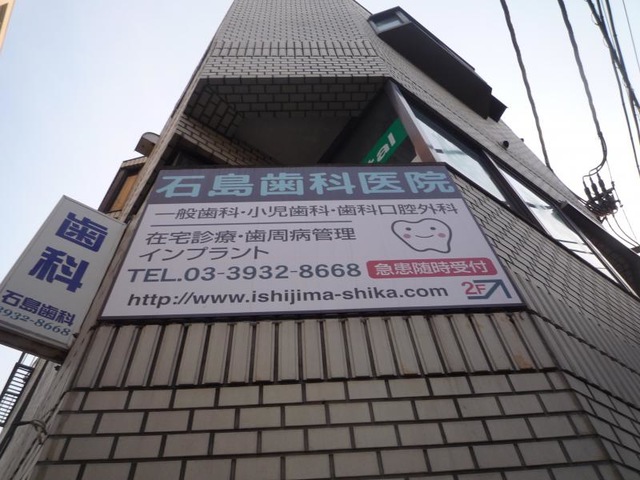 石島歯科医院
一般歯科・小児歯科・歯科口腔外科
在宅診療・歯周病管理
インプラント
TEL.03-3932-8668 急患随時受付
http://www.ishijima-shika.com 2F
歯科
石島歯科
3932-8668